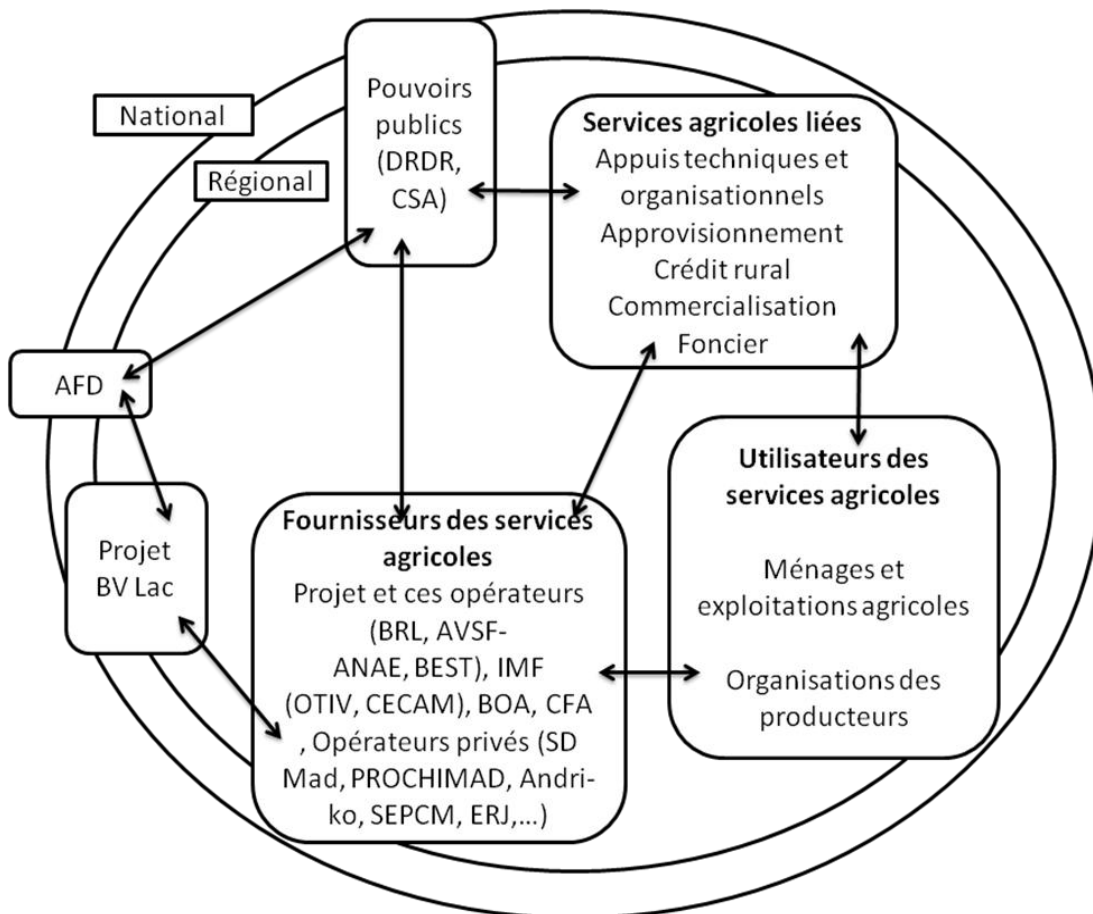 National
Régional
Pouvoirs
publics
(DRDR,
CSA)
Services agricoles liées
Appuis techniques et
organisationnels
Approvisionnement
Crédit rural
Commercialisation
Foncier
AFD
Projet
BV Lac
Fournisseurs des services
agricoles
Projet et ces opérateurs
(BRL, AVSF-
ANAE, BEST), IMF
(OTIV, CECAM), BOA, CFA
, Opérateurs privés (SD
Mad, PROCHIMAD, Andri-
ko, SEPCM, ERJ,...)
Utilisateurs des
services agricoles
Ménages et
exploitations agricoles
Organisations des
producteurs